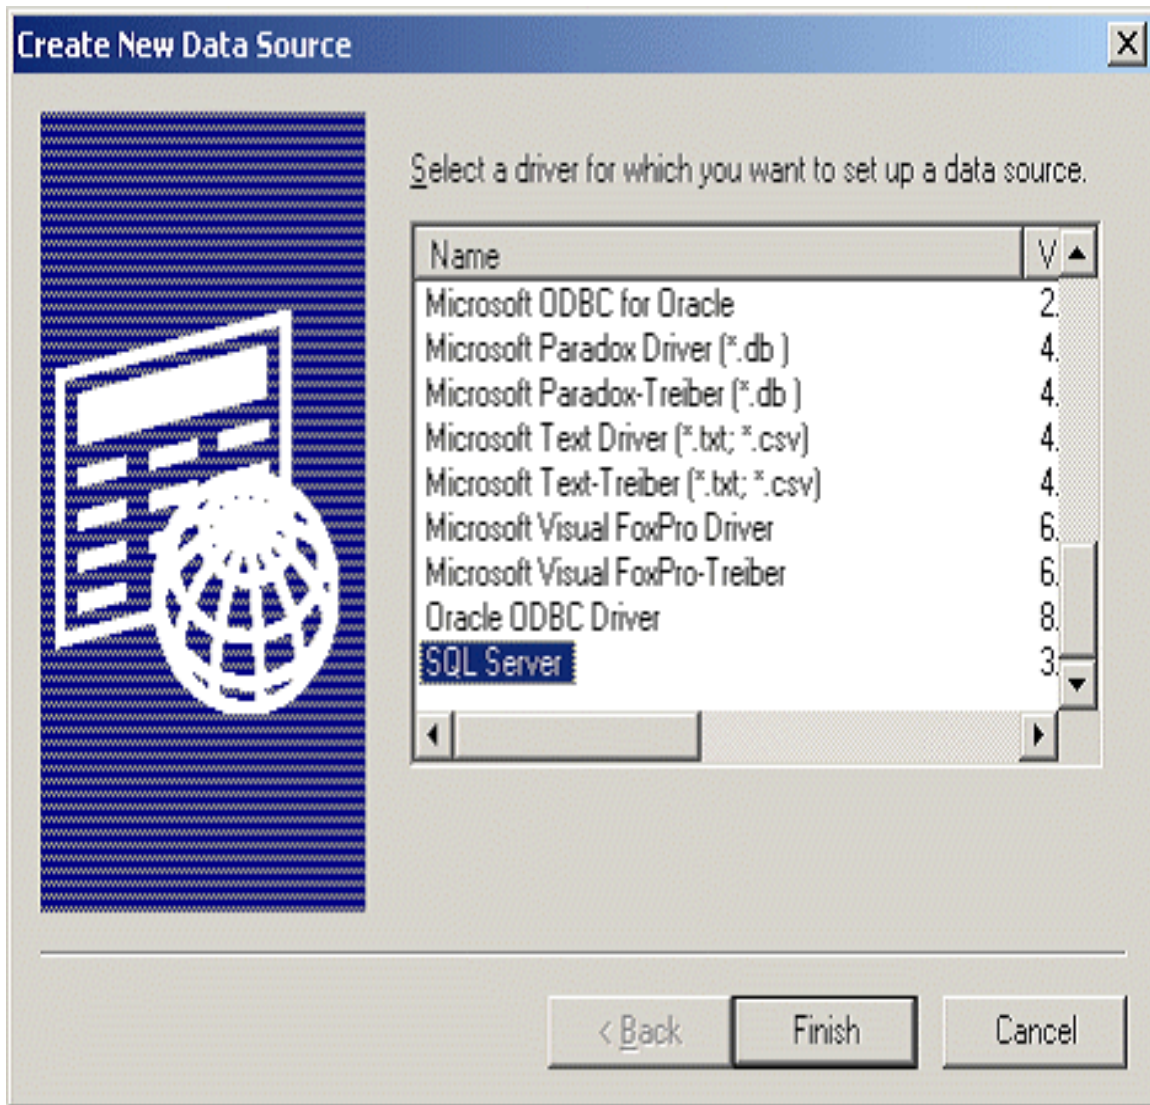 Create New Data Source
Select a driver for which you want to set up a data source.
Name V
Microsoft ODBC for Oracle 2.
Microsoft Paradox Driver (*.db ) 4.
Microsoft Paradox-Treiber (*.db ) 4.
Microsoft Text Driver (*.txt; *.csv) 4.
Microsoft Text-Treiber (*.txt; *.csv) 4.
Microsoft Visual FoxPro Driver 6.
Microsoft Visual FoxPro-Treiber 6.
Oracle ODBC Driver 8.
SQL Server 3.
< Back Finish Cancel